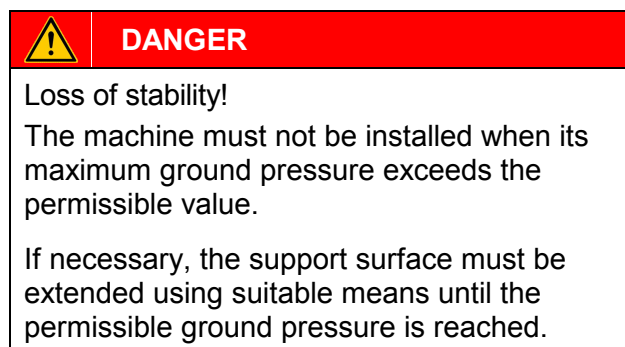 DANGER
Loss of stability!
The machine must not be installed when its
maximum ground pressure exceeds the
permissible value.
If necessary, the support surface must be
extended using suitable means until the
permissible ground pressure is reached.